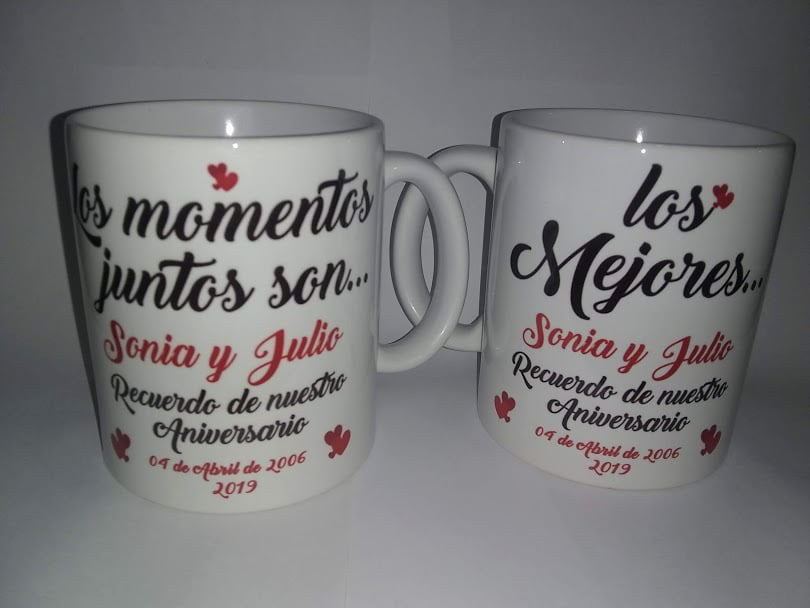 Los momentos
juntos son...
Sonia y Julio
Recuerdo de nuestro
Aniversario
04 de Abril de 2006
2019
los
Mejores...
Sonia y Julio
Recuerdo de nuestro
Aniversario
04 de Abril de 2006
2019